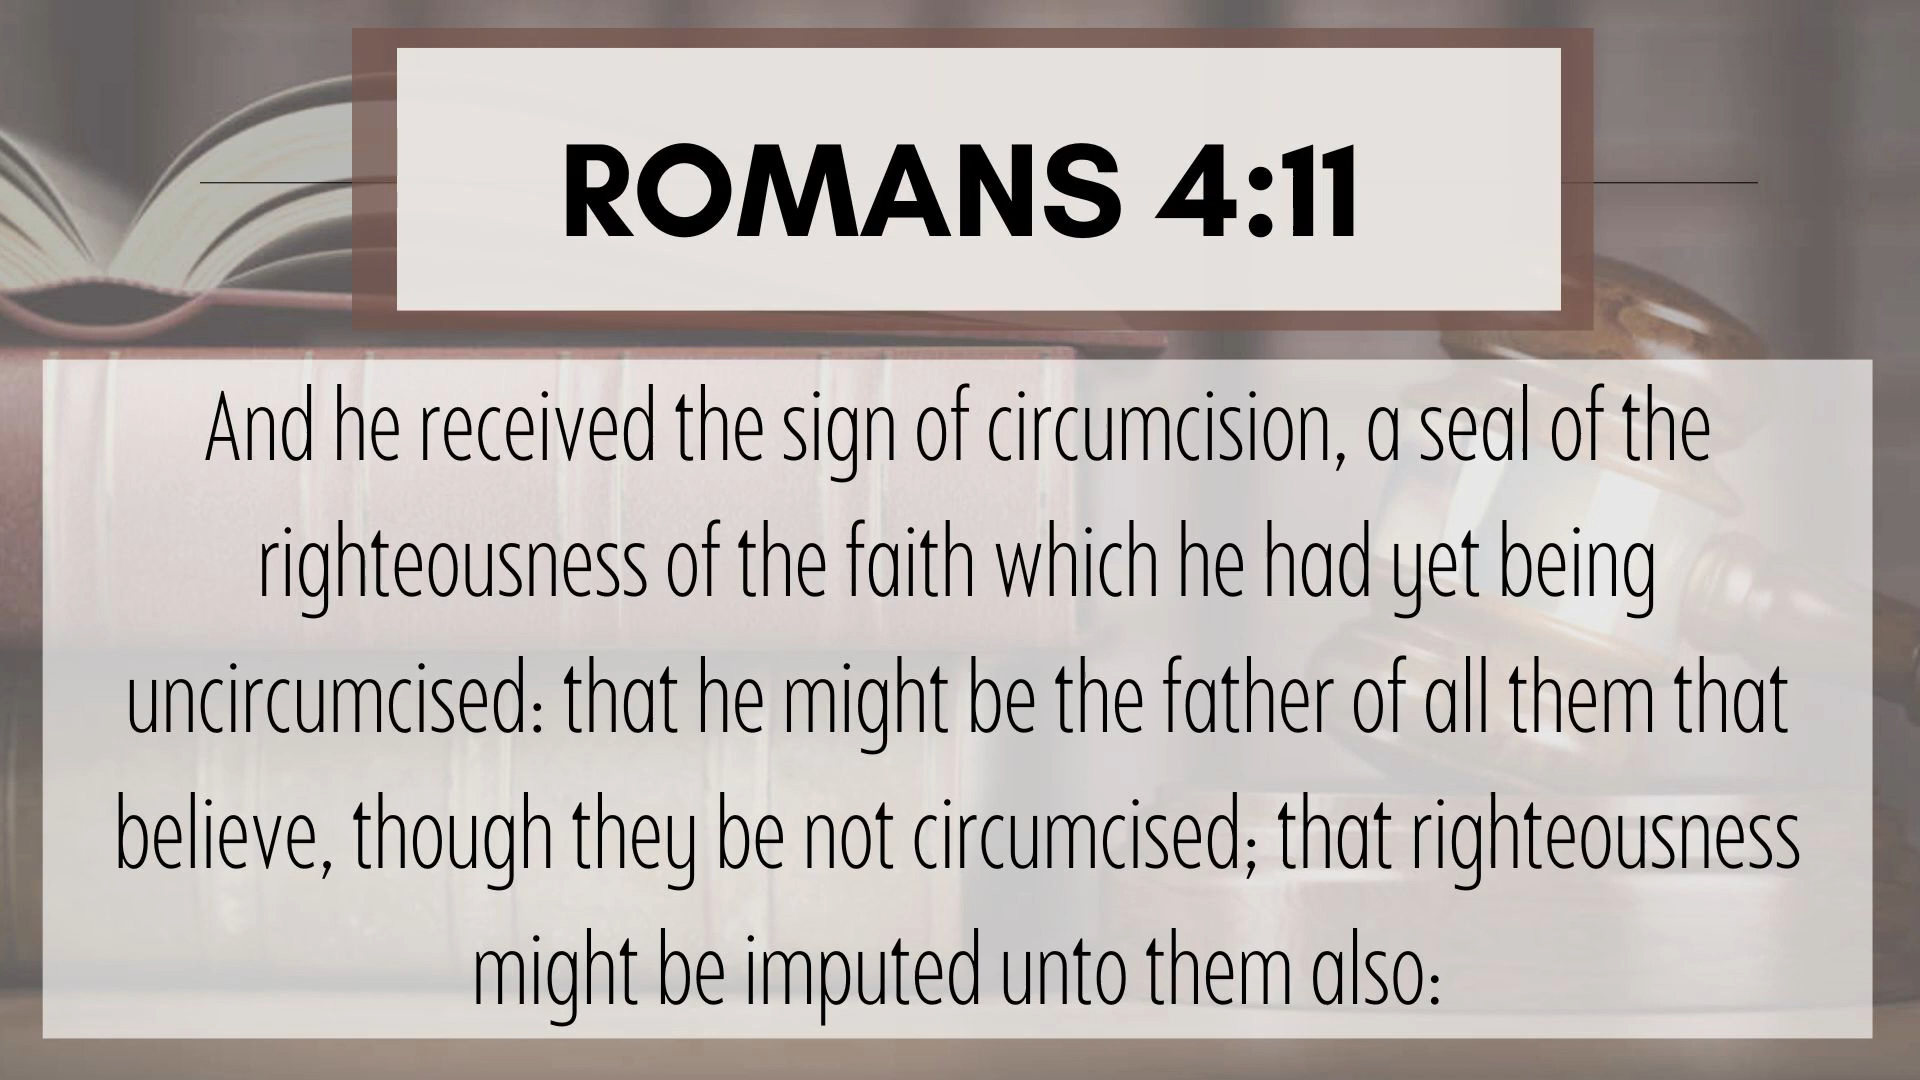 ROMANS 4:11
And he received the sign of circumcision, a seal of the
righteousness of the faith which he had yet being
uncircumcised: that he might be the father of all them that
believe, though they be not circumcised; that righteousness
might be imputed unto them also: